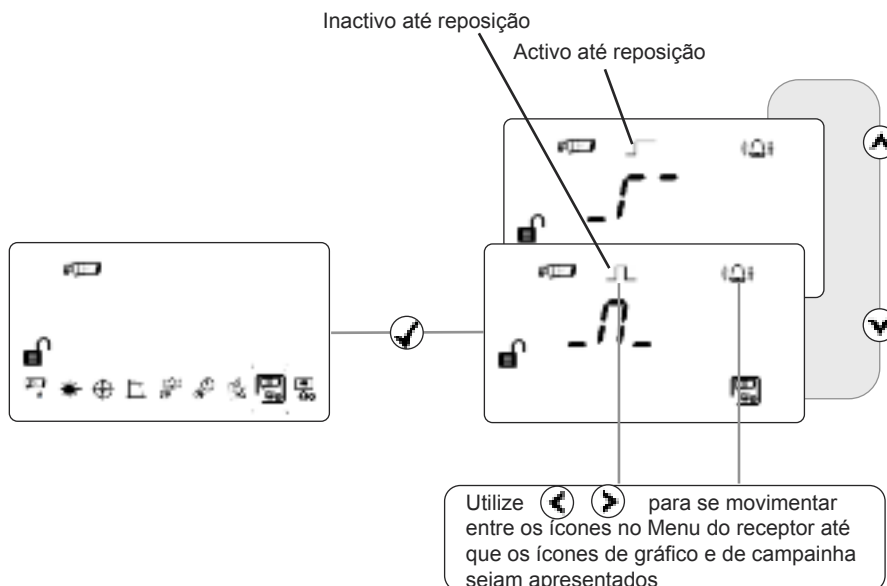 Inactivo até reposição
Activo até reposição
Utilize para se movimentar
entre os ícones no Menu do receptor até
que os ícones de gráfico e de campainha
sejam apresentados